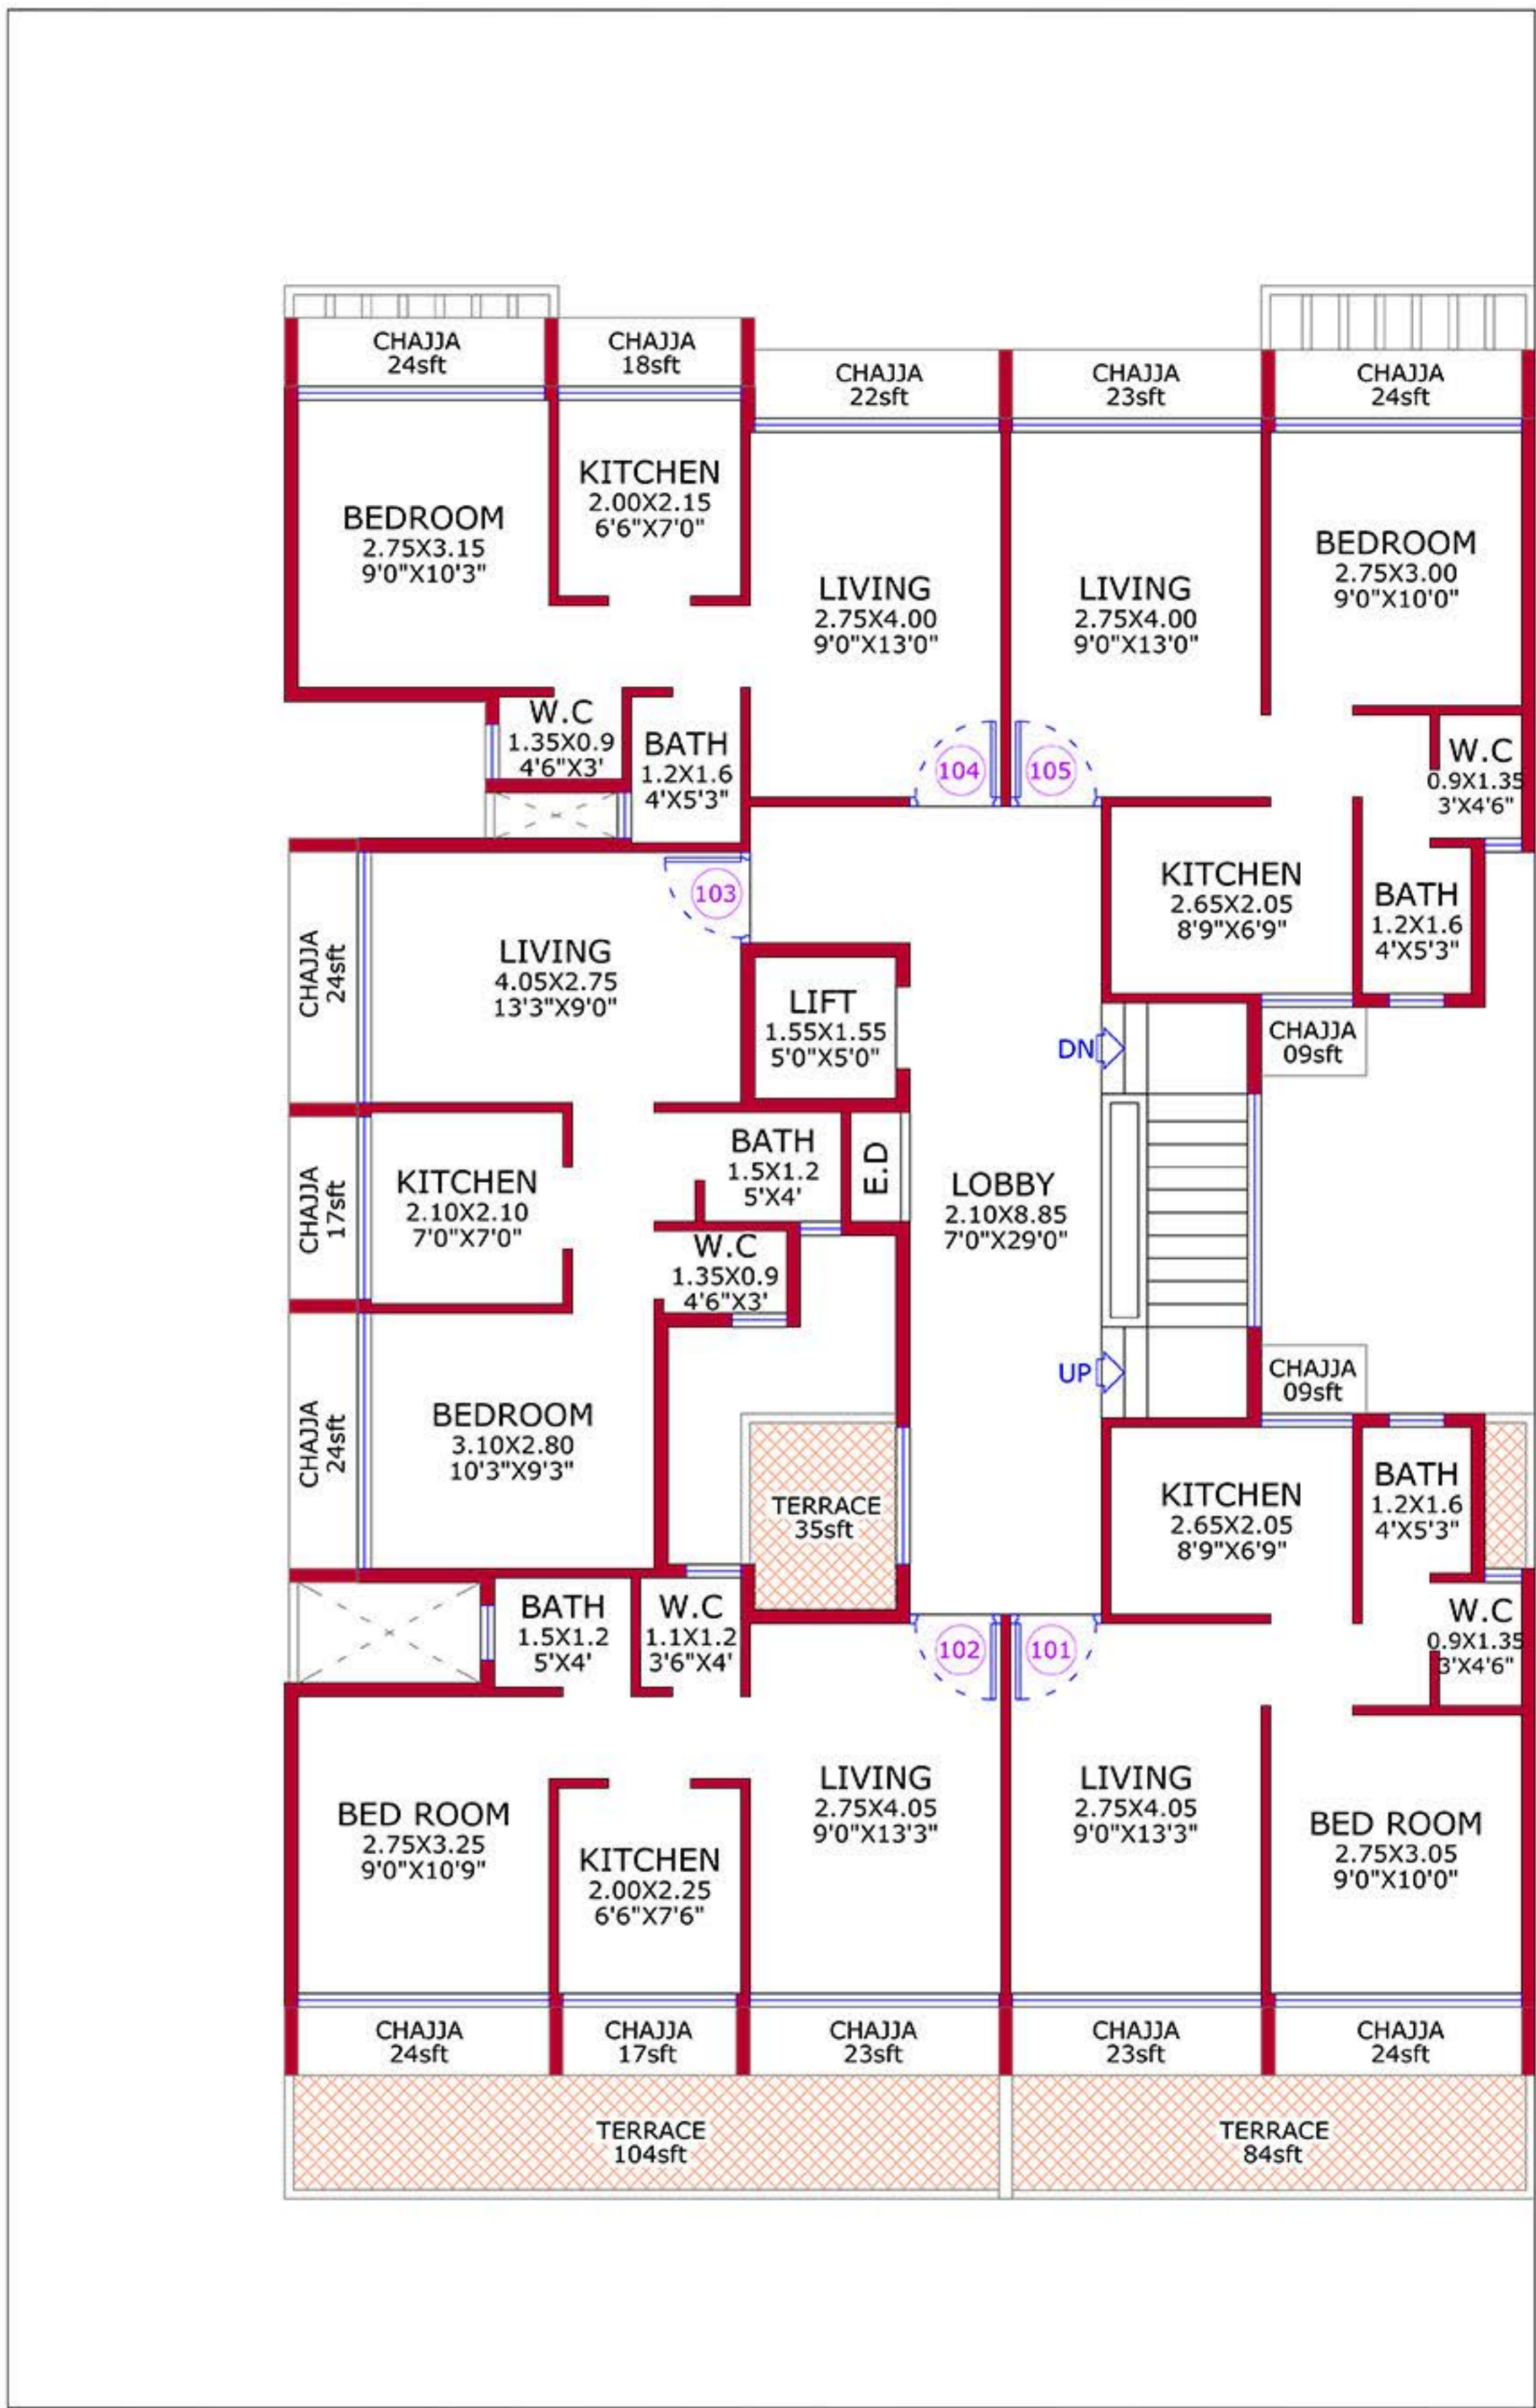 CHAJJA
24sft
CHAJJA
18sft
CHAJJA
22sft
CHAJJA
23sft
CHAJJA
24sft
BEDROOM
2.75X3.15
9'0"X10'3"
KITCHEN
2.00X2.15
6'6"X7'0"
LIVING
2.75X4.00
9'0"X13'0"
LIVING
2.75X4.00
9'0"X13'0"
BEDROOM
2.75X3.00
9'0"X10'0"
W.C
1.35X0.9
4'6"X3'
BATH
1.2X1.6
4'X5'3"
104
105
W.C
0.9X1.35
3'X4'6"
103
KITCHEN
2.65X2.05
8'9"X6'9"
BATH
1.2X1.6
4'X5'3"
CHAJJA
24sft
LIVING
4.05X2.75
13'3"X9'0"
LIFT
1.55X1.55
5'0"X5'0"
DN
CHAJJA
09sft
CHAJJA
17sft
KITCHEN
2.10X2.10
7'0"X7'0"
BATH
1.5X1.2
5'X4'
E.D
LOBBY
2.10X8.85
7'0"X29'0"
W.C
1.35X0.9
4'6"X3'
UP
CHAJJA
09sft
CHAJJA
24sft
BEDROOM
3.10X2.80
10'3"X9'3"
TERRACE
35sft
KITCHEN
2.65X2.05
8'9"X6'9"
BATH
1.2X1.6
4'X5'3"
BATH
1.5X1.2
5'X4'
W.C
1.1X1.2
3'6"X4'
102
101
W.C
0.9X1.35
3'X4'6"
BED ROOM
2.75X3.25
9'0"X10'9"
KITCHEN
2.00X2.25
6'6"X7'6"
LIVING
2.75X4.05
9'0"X13'3"
LIVING
2.75X4.05
9'0"X13'3"
BED ROOM
2.75X3.05
9'0"X10'0"
CHAJJA
24sft
CHAJJA
17sft
CHAJJA
23sft
CHAJJA
23sft
CHAJJA
24sft
TERRACE
104sft
TERRACE
84sft